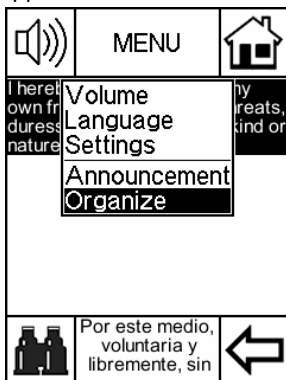 MENU
I hereb
own fr
reats,
duress
kind or
nature
Volume
Language
Settings
Announcement
Organize
Por este medio,
voluntaria y
libremente, sin